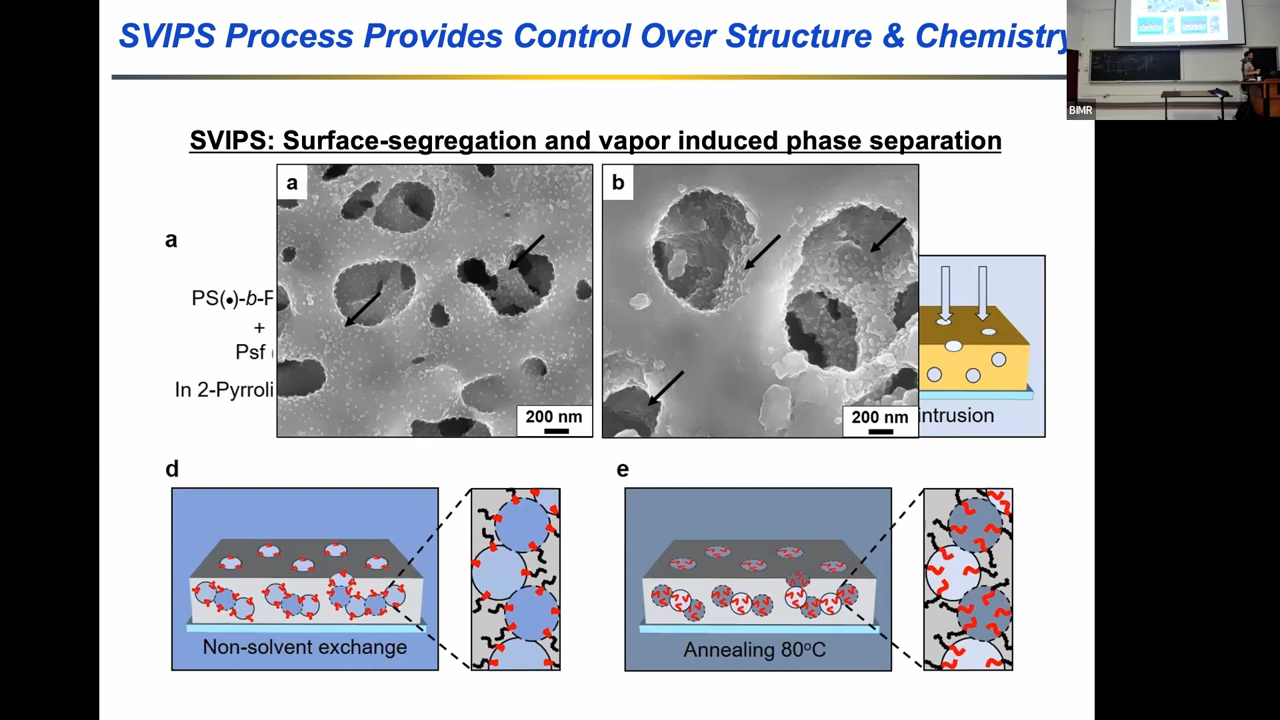 SVIPS Process Provides Control Over Structure & Chemistry
BIMR
SVIPS: Surface-segregation and vapor induced phase separation
a
b
a
PS(•)-b-P
+
Psf (
In 2-Pyrroli
200 nm
200 nm
intrusion
d
e
Non-solvent exchange
Annealing 80°C